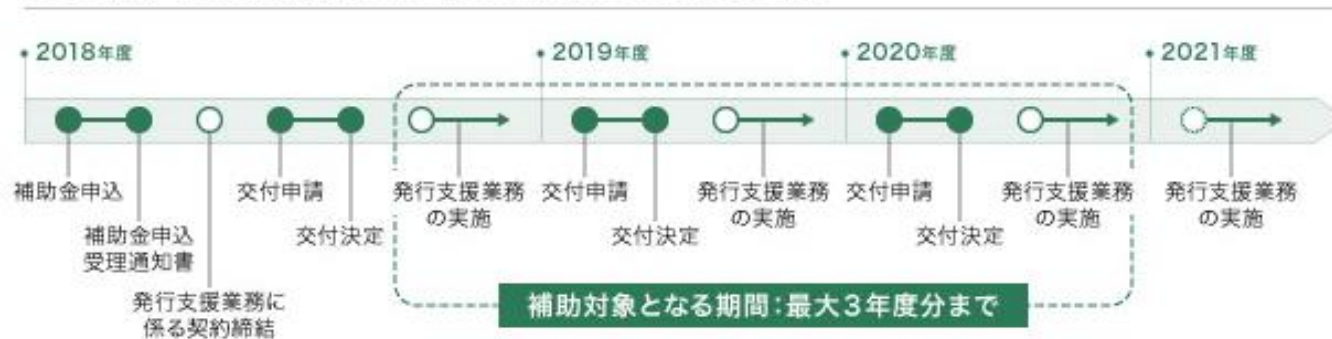 2018年度
2019年度
2020年度
2021年度
補助金申込
補助金申込
受理通知書
発行支援業務に
係る契約締結
交付申請
交付決定
発行支援業務
の実施
交付申請
交付決定
発行支援業務
の実施
交付申請
交付決定
発行支援業務
の実施
発行支援業務
の実施
補助対象となる期間:最大3年度分まで